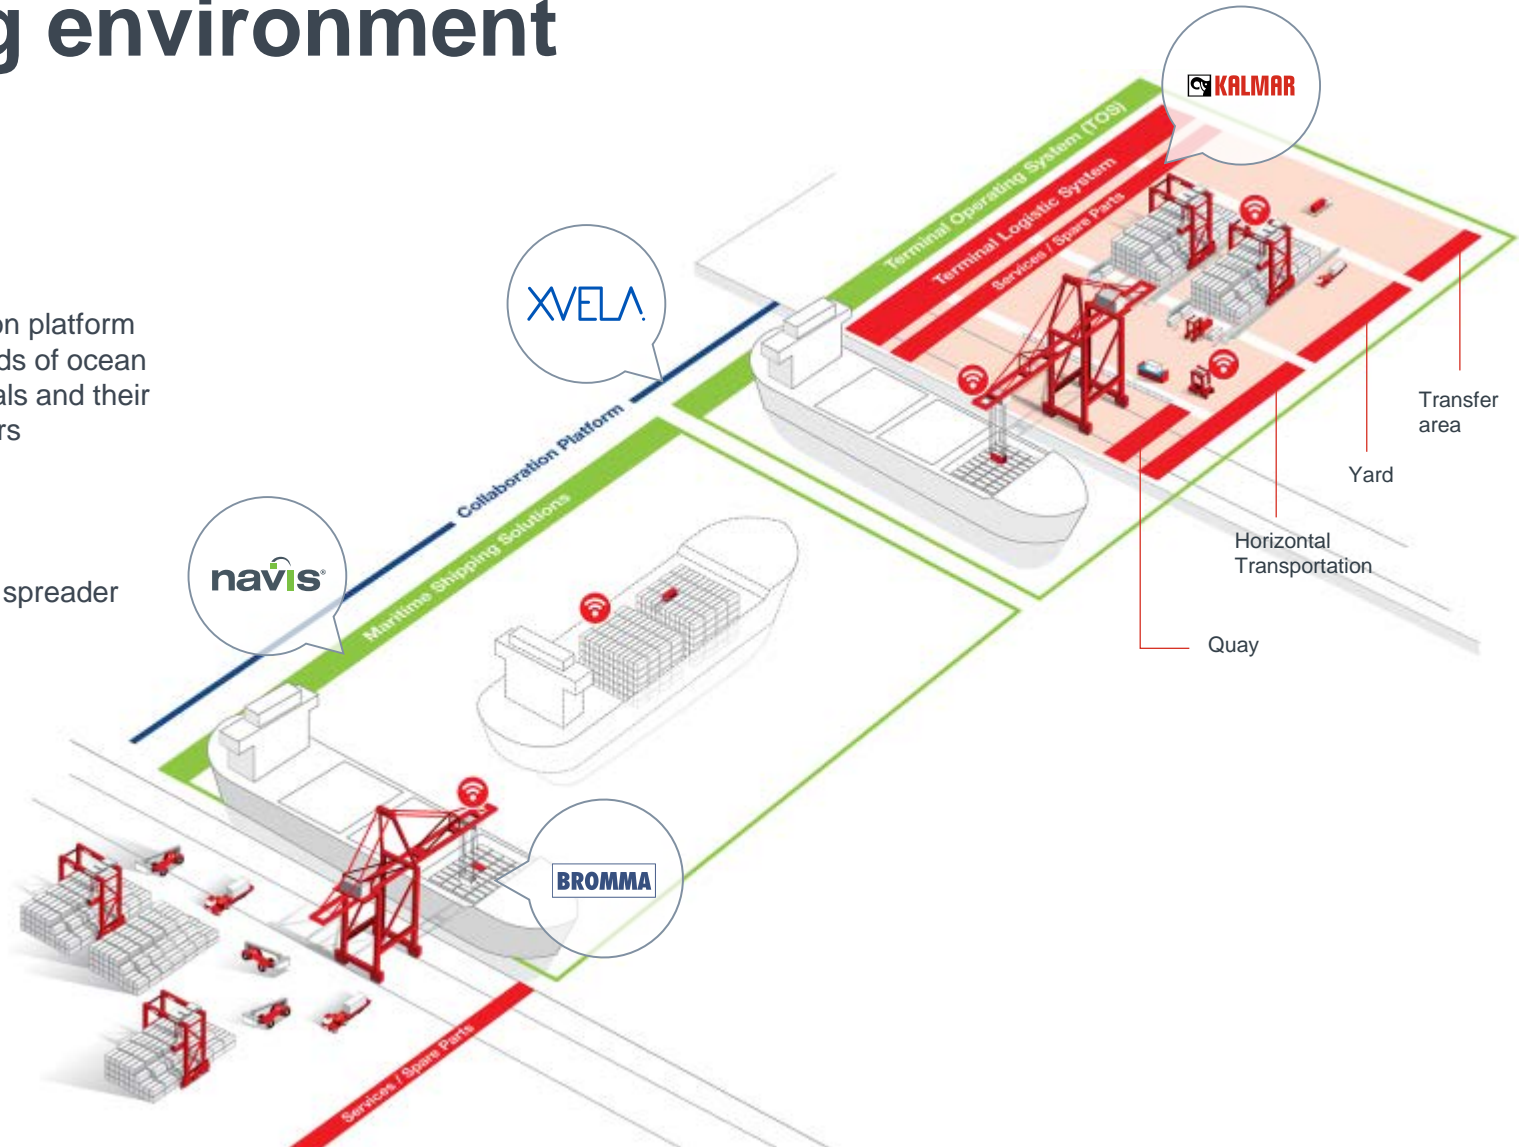 g environment
KALMAR
Terminal Operating System (TOS)
Terminal Logistic System
Services / Spare Parts
XVELA
on platform
ds of ocean
als and their
rs
Collaboration Platform
Transfer
area
Yard
Maritime Shipping Solutions
Horizontal
Transportation
navis
spreader
Quay
BROMMA
Services / Spare Parts